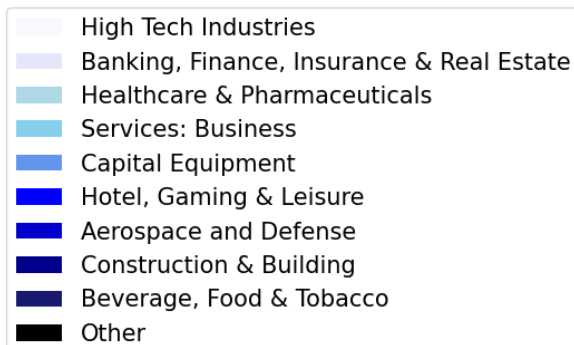 High Tech Industries
Banking, Finance, Insurance & Real Estate
Healthcare & Pharmaceuticals
Services: Business
Capital Equipment
Hotel, Gaming & Leisure
Aerospace and Defense
Construction & Building
Beverage, Food & Tobacco
Other